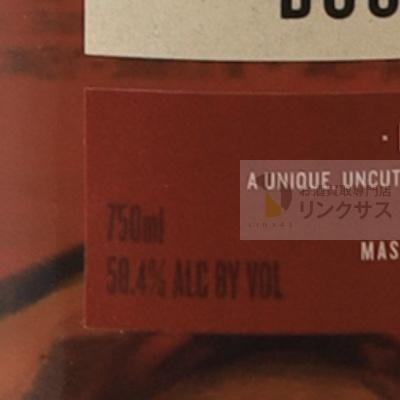 A UNIQUE, UNCUT
お酒買取専門店
リンクサス
LINXAS
MAS
750ml
58.4% ALC BY VOL